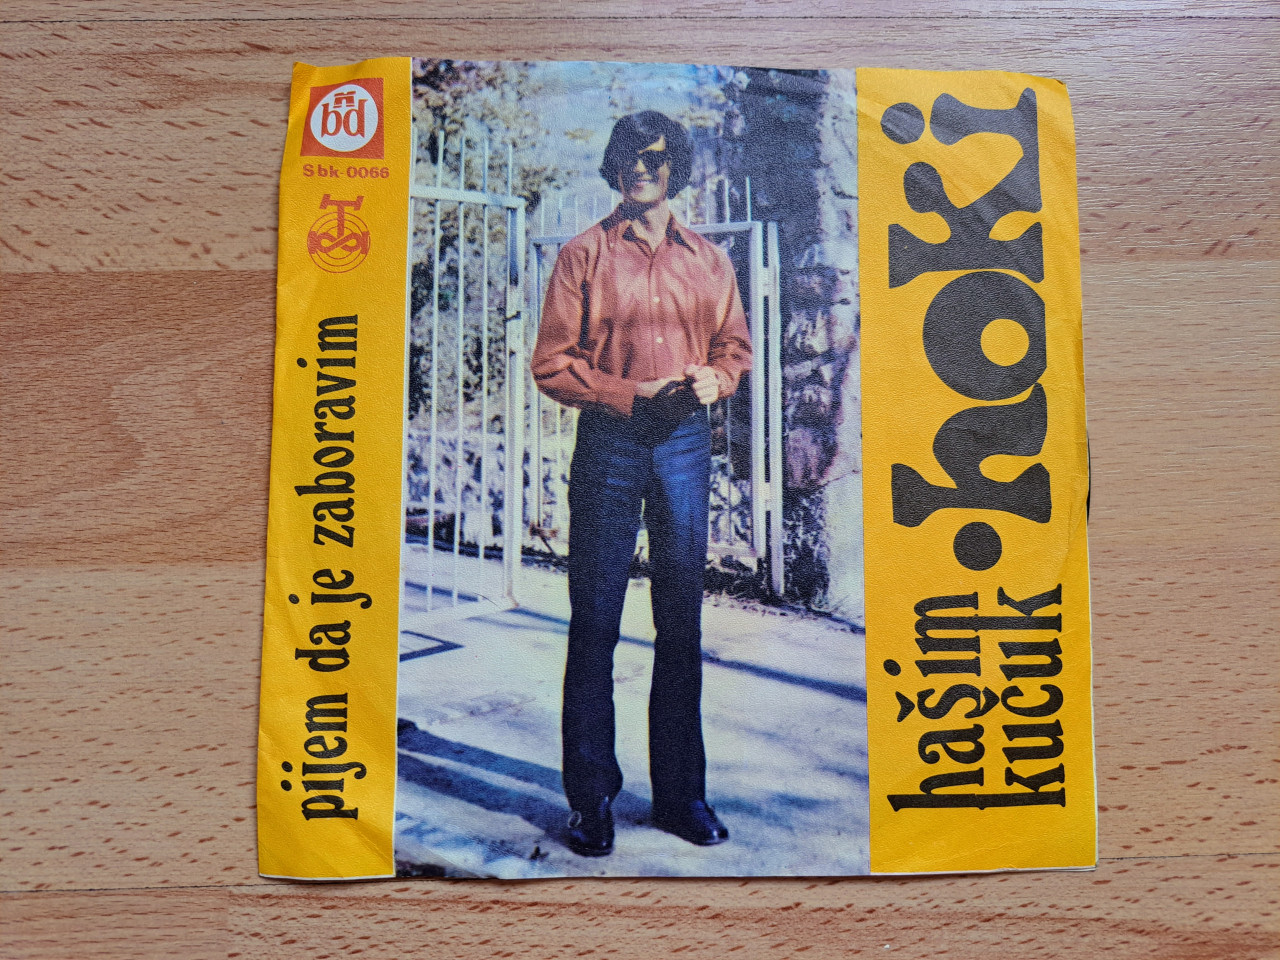 bd
Sbk-0066
pijem da je zaboravim
hašim
kučuk
·hoki